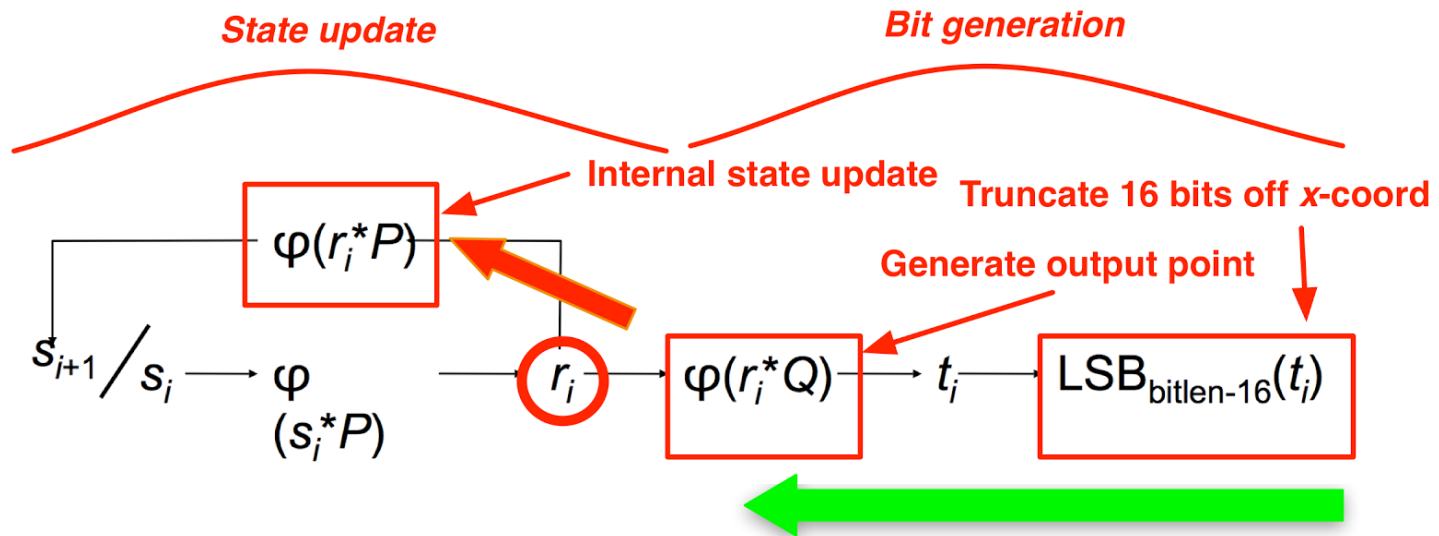 State update
Bit generation
Internal state update
Truncate 16 bits off x-coord
φ(rᵢ*P)
Generate output point
sᵢ₊₁/sᵢ
φ
(sᵢ*P)
rᵢ
φ(rᵢ*Q)
tᵢ
LSB_bitlen-16(tᵢ)